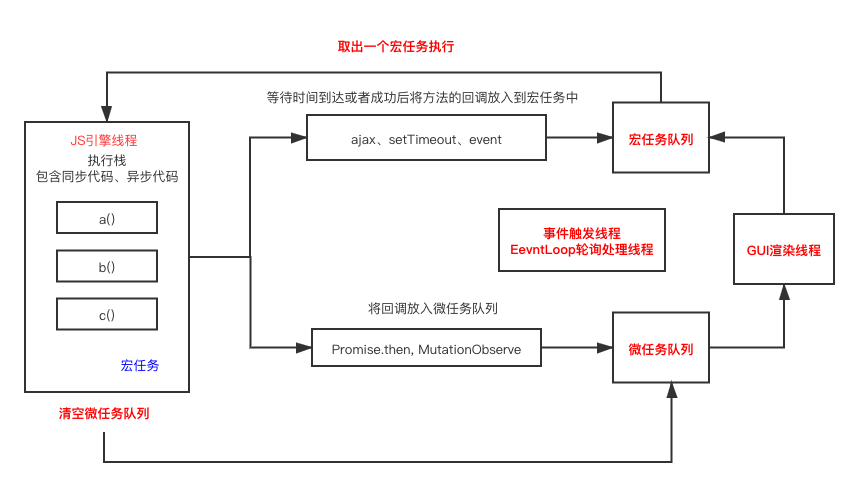 取出一个宏任务执行
等待时间到达或者成功后将方法的回调放入到宏任务中
JS引擎线程
执行栈
包含同步代码、异步代码
a()
b()
c()
宏任务
清空微任务队列
ajax、setTimeout、event
宏任务队列
事件触发线程
EevntLoop轮询处理线程
GUI渲染线程
将回调放入微任务队列
Promise.then, MutationObserve
微任务队列